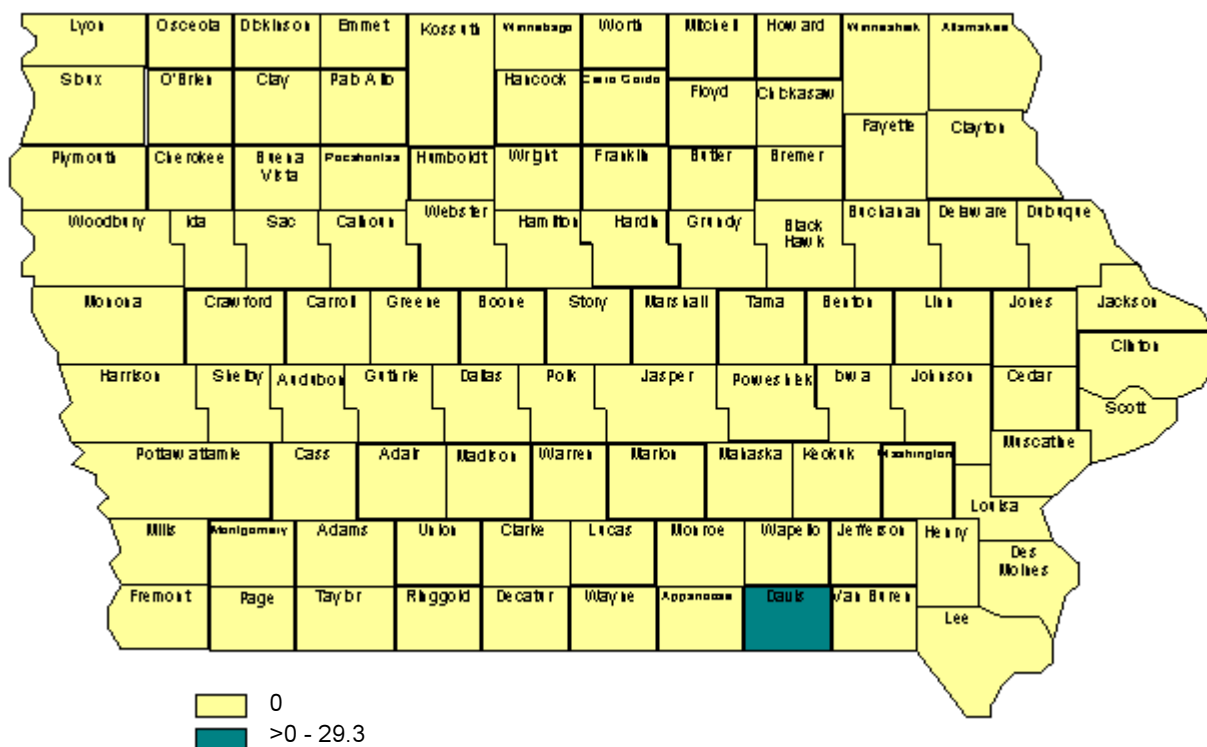 Lyon Osceola Dickinson Emmet Kossuth Winnebago Worth Mitchell Howard Winneshiek Allamakee
Sioux O'Brien Clay Palo Alto Hancock Cerro Gordo Floyd Chickasaw
Fayette Clayton
Plymouth Cherokee Buena Vista Pocahontas Humboldt Wright Franklin Butler Bremer
Woodbury Ida Sac Calhoun Webster Hamilton Hardin Grundy Black Hawk Buchanan Delaware Dubuque
Monona Crawford Carroll Greene Boone Story Marshall Tama Benton Linn Jones Jackson
Clinton
Harrison Shelby Audubon Guthrie Dallas Polk Jasper Poweshiek Iowa Johnson Cedar
Scott
Muscatine
Pottawattamie Cass Adair Madison Warren Marion Mahaska Keokuk Washington
Louisa
Mills Montgomery Adams Union Clarke Lucas Monroe Wapello Jefferson Henry
Des Moines
Fremont Page Taylor Ringgold Decatur Wayne Appanoose Davis Van Buren
Lee
0
>0 - 29.3